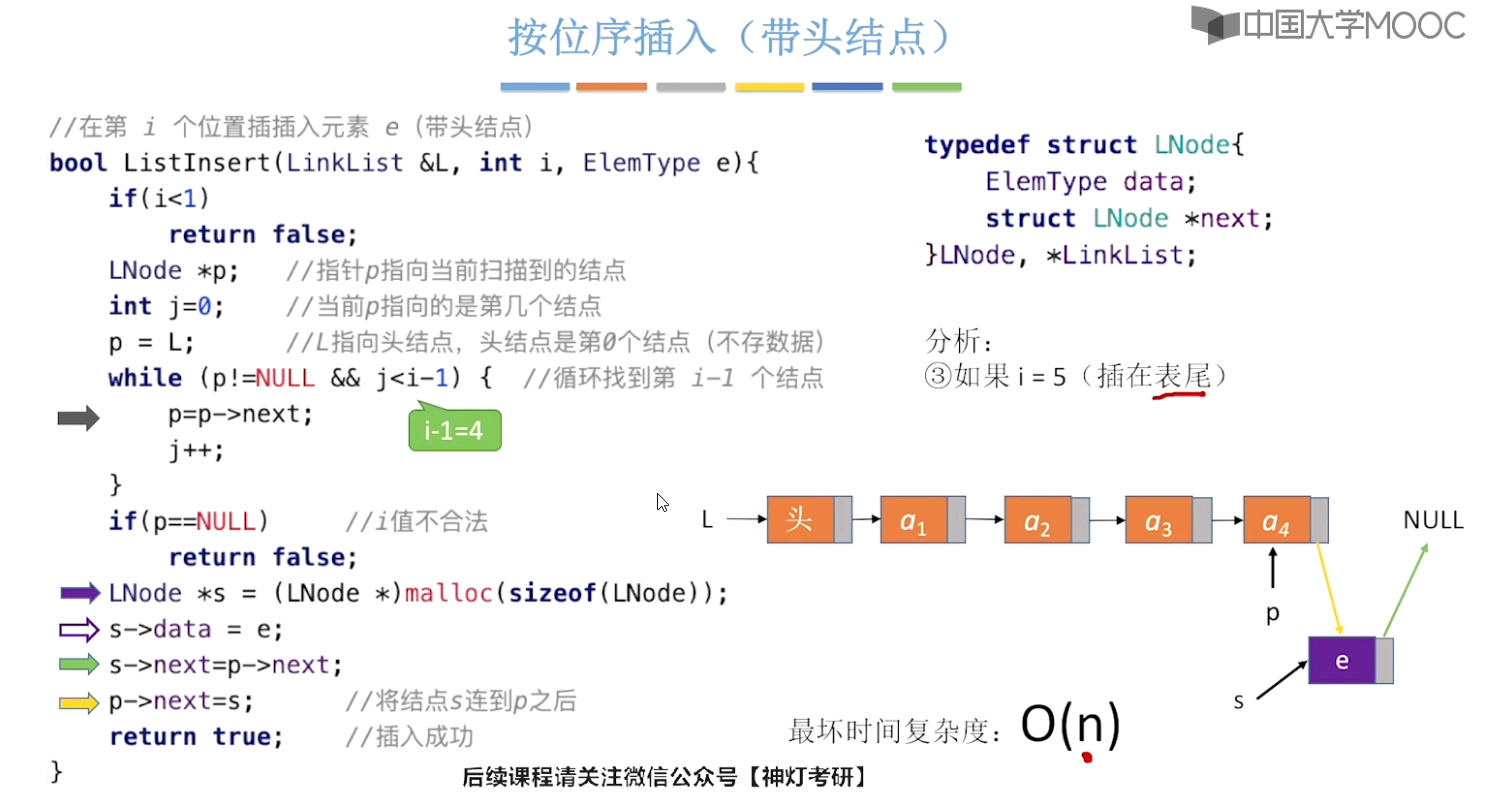 按位序插入（带头结点）
中国大学MOOC
//在第 i 个位置插插入元素 e（带头结点）
bool ListInsert(LinkList &L, int i, ElemType e){
if(i<1)
return false;
LNode *p; //指针p指向当前扫描到的结点
int j=0; //当前p指向的是第几个结点
p = L; //L指向头结点，头结点是第0个结点（不存数据）
while (p!=NULL && j<i-1) { //循环找到第 i-1 个结点
p=p->next;
i-1=4
j++;
}
if(p==NULL) //i值不合法
return false;
LNode *s = (LNode *)malloc(sizeof(LNode));
s->data = e;
s->next=p->next;
p->next=s; //将结点s连到p之后
return true; //插入成功
}
typedef struct LNode{
ElemType data;
struct LNode *next;
}LNode, *LinkList;
分析：
③如果 i = 5（插在表尾）
L 头 a1 a2 a3 a4 NULL
p
e
s
最坏时间复杂度：O(n)
后续课程请关注微信公众号【神灯考研】